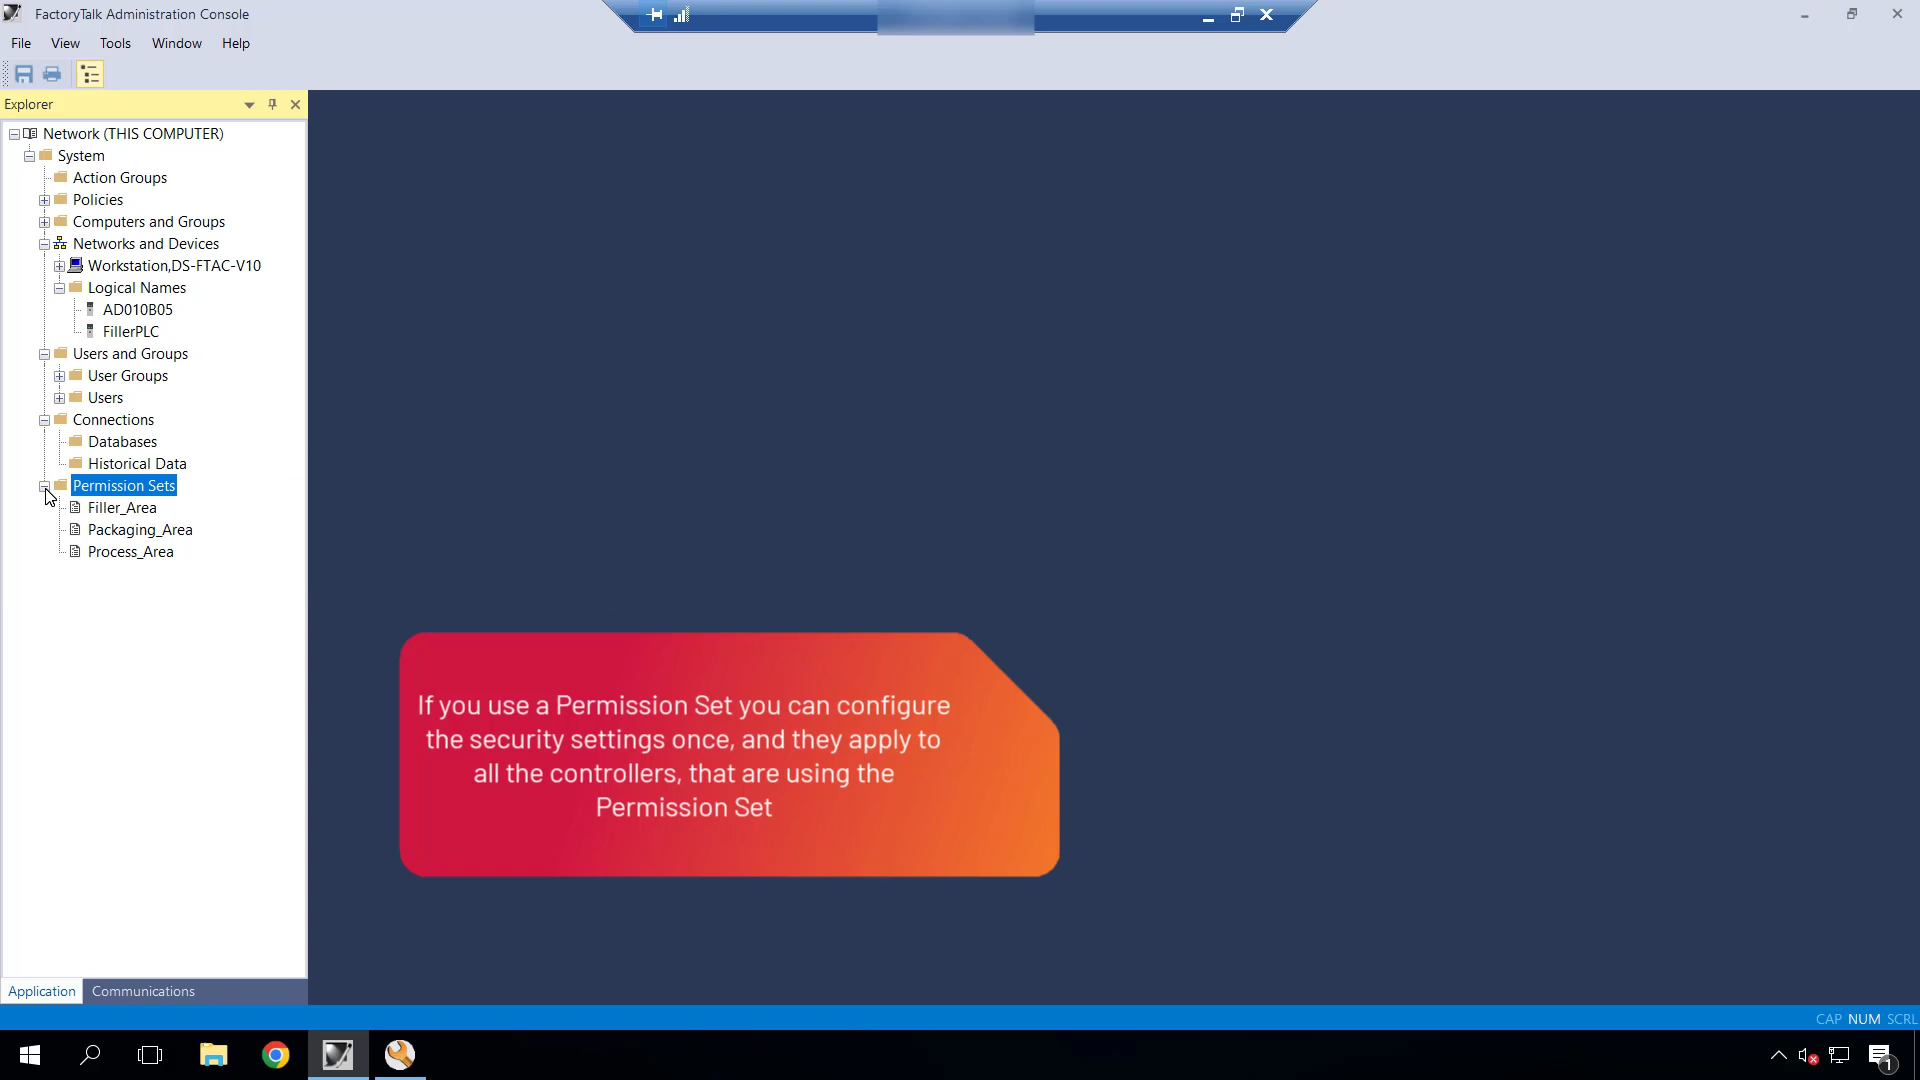 FactoryTalk Administration Console
File View Tools Window Help
Explorer
Network (THIS COMPUTER)
System
Action Groups
Policies
Computers and Groups
Networks and Devices
Workstation,DS-FTAC-V10
Logical Names
AD010B05
FillerPLC
Users and Groups
User Groups
Users
Connections
Databases
Historical Data
Permission Sets
Filler_Area
Packaging_Area
Process_Area
If you use a Permission Set you can configure
the security settings once, and they apply to
all the controllers, that are using the
Permission Set
Application Communications
CAP NUM SCRL
1